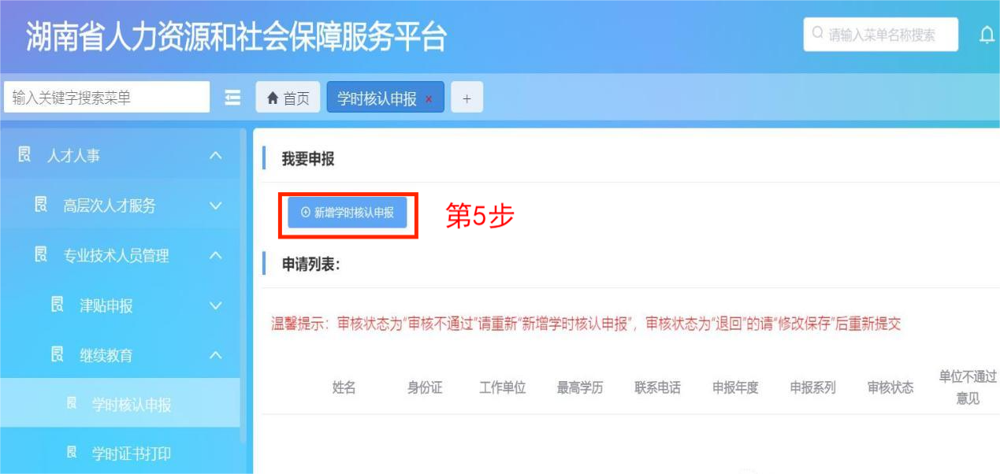 湖南省人力资源和社会保障服务平台
请输入菜单名称搜索
输入关键字搜索菜单
首页
学时核认申报 ×
+
人才人事
高层次人才服务
专业技术人员管理
津贴申报
继续教育
学时核认申报
学时证书打印
我要申报
新增学时核认申报
第5步
申请列表:
温馨提示：审核状态为“审核不通过”请重新“新增学时核认申报”，审核状态为“退回”的请“修改保存”后重新提交
姓名 身份证 工作单位 最高学历 联系电话 申报年度 申报系列 审核状态 单位不通过
意见